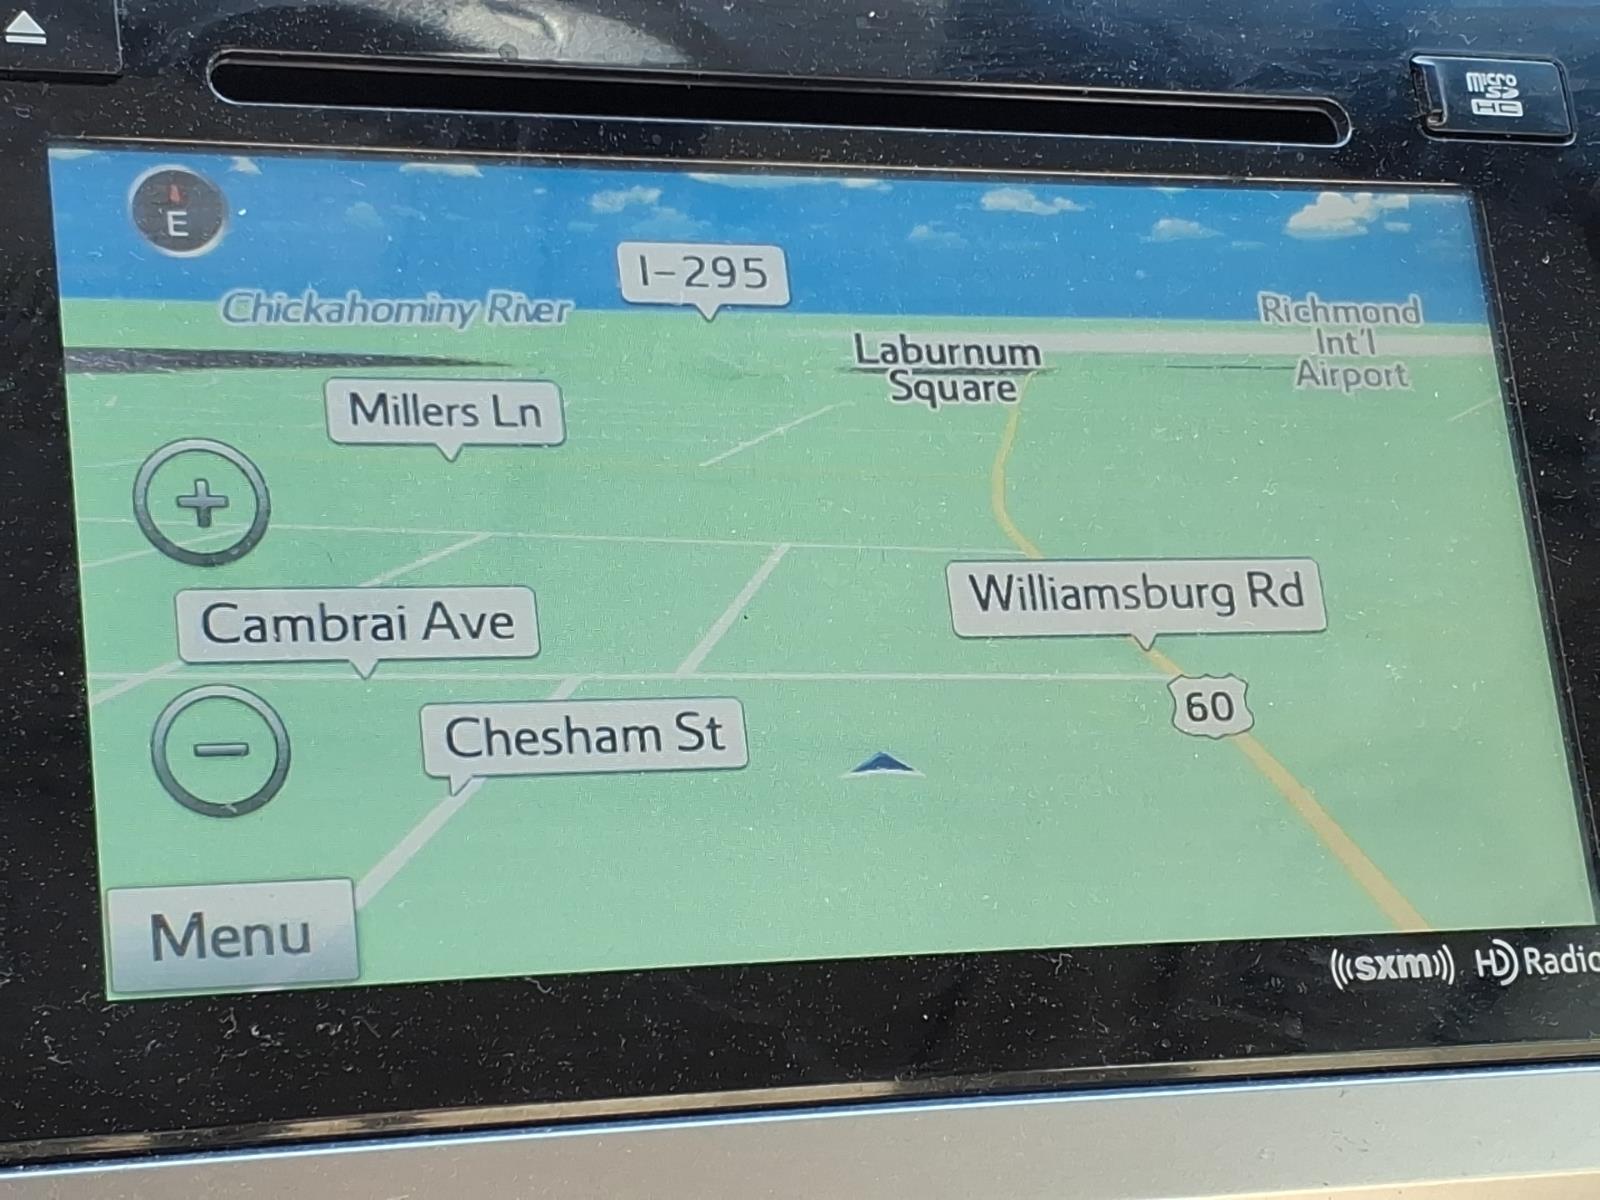 micro
SD
HC
E
I-295
Chickahominy River
Richmond
Int'l
Airport
Laburnum
Square
Millers Ln
Williamsburg Rd
Cambrai Ave
60
Chesham St
Menu
(((sxm))) HD Radio